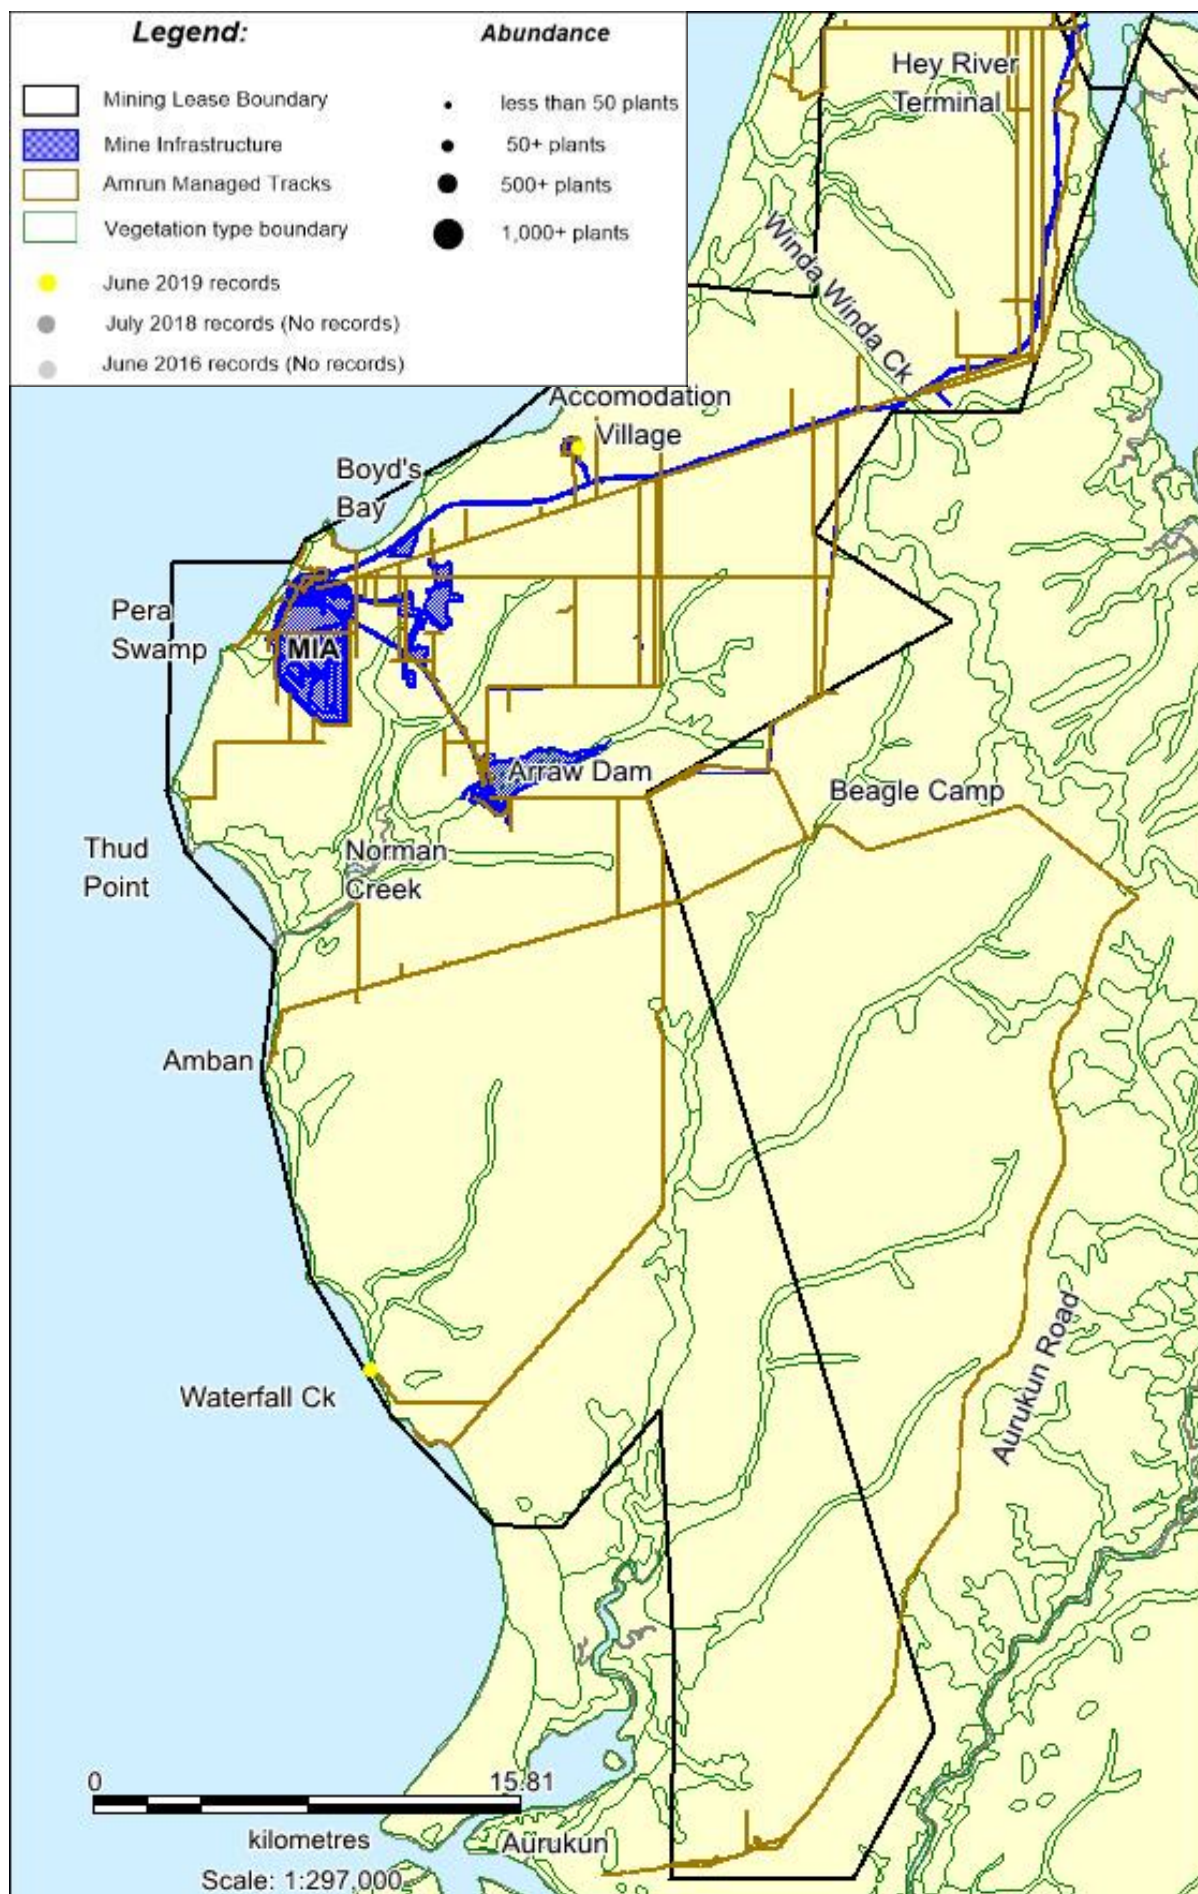 Legend:
Abundance
Mining Lease Boundary
less than 50 plants
Mine Infrastructure
50+ plants
Amrun Managed Tracks
500+ plants
Vegetation type boundary
1,000+ plants
June 2019 records
July 2018 records (No records)
June 2016 records (No records)
Hey River
Terminal
Winda Winda Ck
Accomodation
Village
Boyd's
Bay
Pera
Swamp
MIA
Arraw Dam
Beagle Camp
Thud
Point
Norman
Creek
Amban
Waterfall Ck
Aurukun Road
0
15.81
kilometres
Scale: 1:297,000
Aurukun